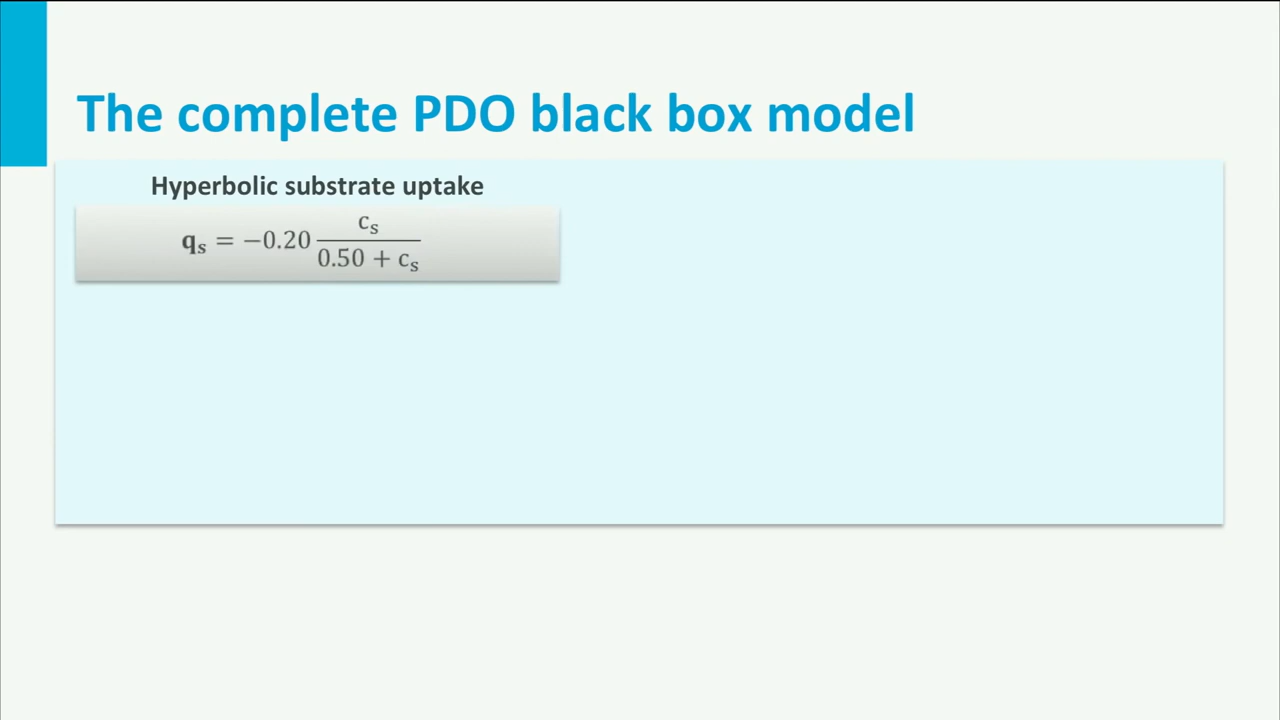 The complete PDO black box model
Hyperbolic substrate uptake
qₛ = −0.20 cₛ / (0.50 + cₛ)